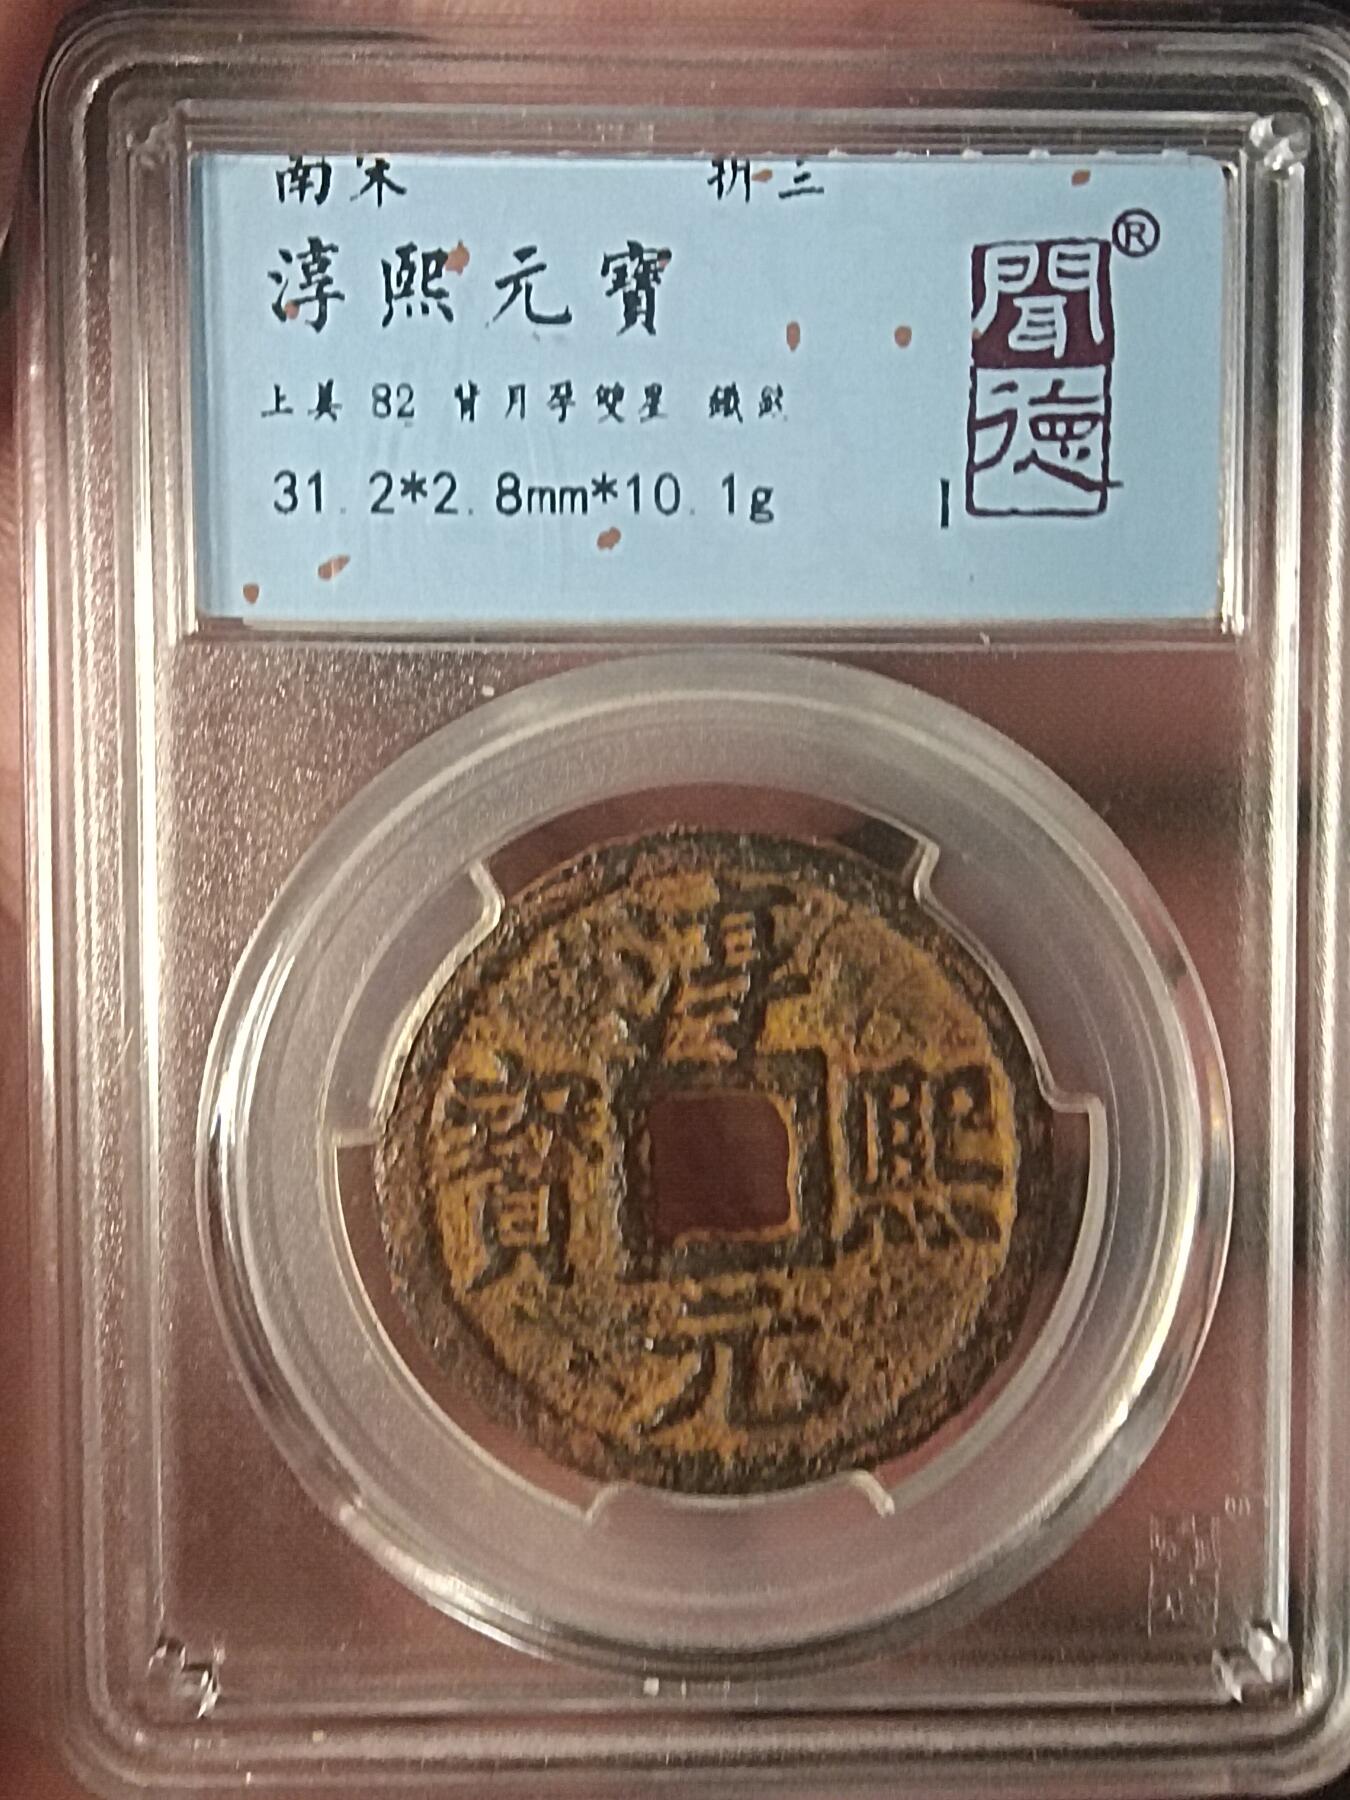 南宋 折三
淳熙元寶
上美 82 背月孕雙星 鐵錢
31.2*2.8mm*10.1g
聞德®
淳熙元寶